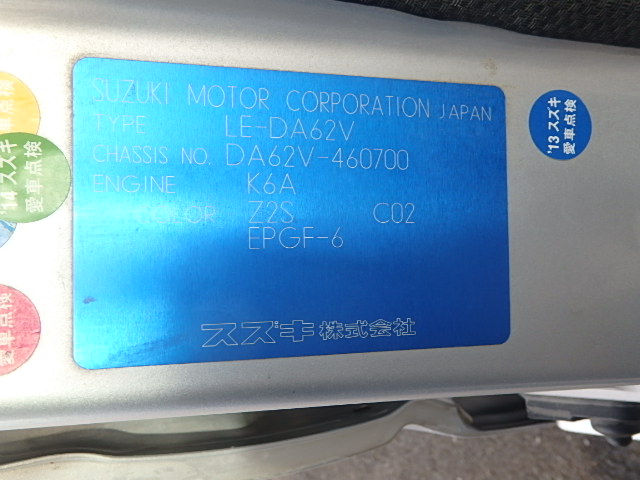 SUZUKI MOTOR CORPORATION JAPAN
TYPE LE-DA62V
CHASSIS NO. DA62V-460700
ENGINE K6A
COLOR Z2S C02
EPGF-6
スズキ株式会社
'13 スズキ
愛車点検
'14 スズキ
愛車点検
愛車点検